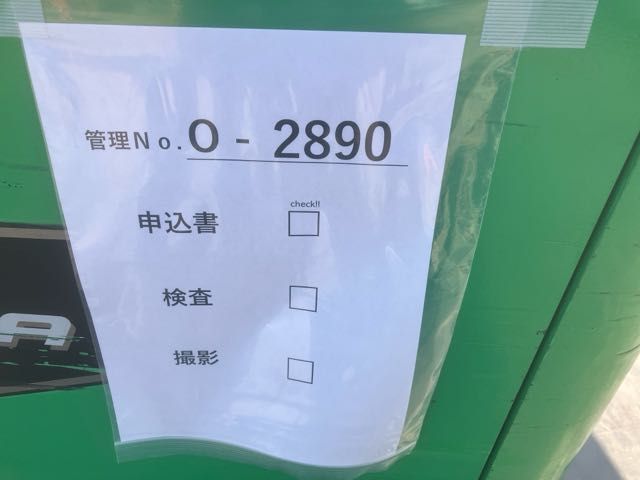 管理No.O-2890
check!!
申込書
検査
撮影
A